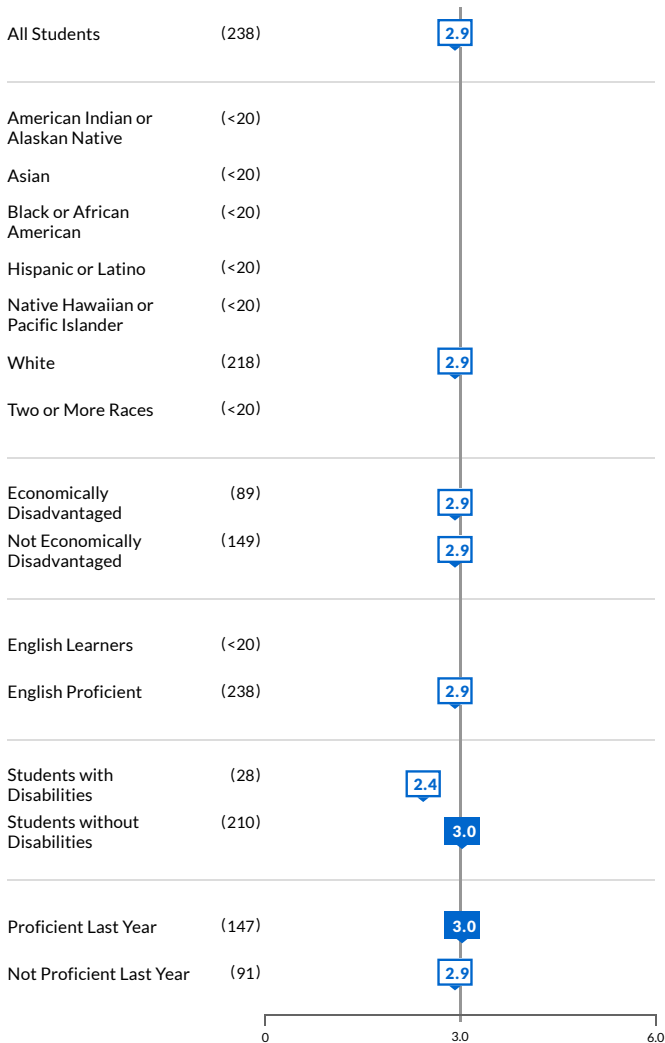 All Students (238) 2.9
American Indian or (<20)
Alaskan Native
Asian (<20)
Black or African (<20)
American
Hispanic or Latino (<20)
Native Hawaiian or (<20)
Pacific Islander
White (218) 2.9
Two or More Races (<20)
Economically (89) 2.9
Disadvantaged
Not Economically (149) 2.9
Disadvantaged
English Learners (<20)
English Proficient (238) 2.9
Students with (28) 2.4
Disabilities
Students without (210) 3.0
Disabilities
Proficient Last Year (147) 3.0
Not Proficient Last Year (91) 2.9
0 3.0 6.0